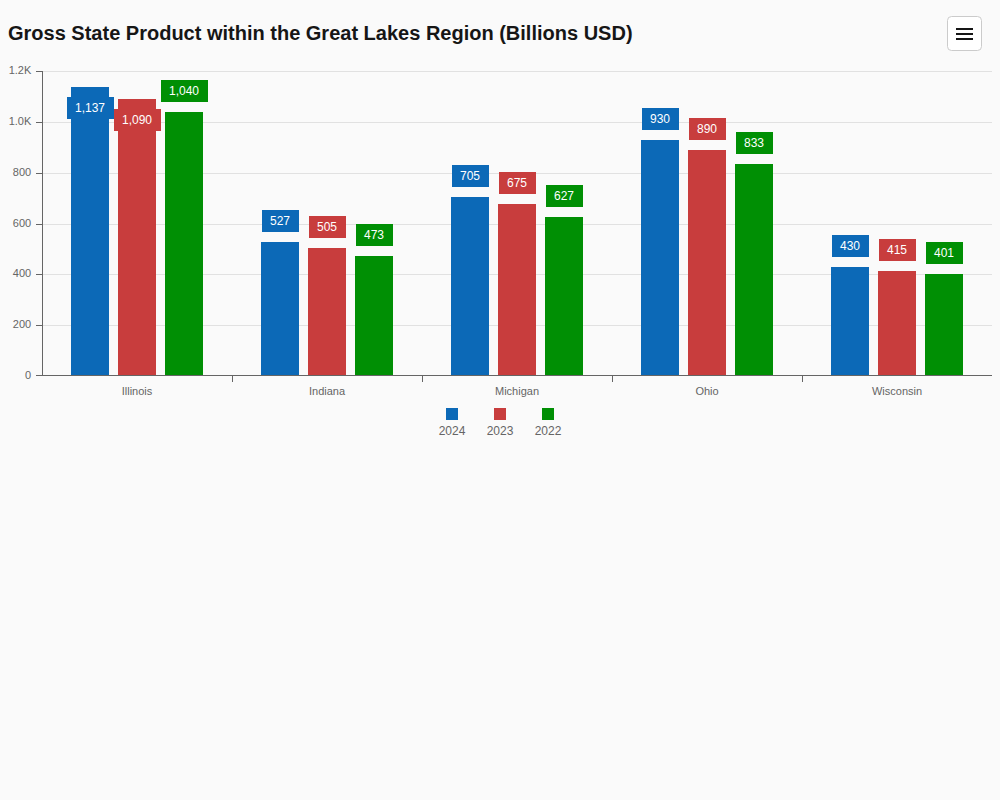 Gross State Product within the Great Lakes Region (Billions USD)
1.2K
1.0K
800
600
400
200
0
1,137
1,090
1,040
527
505
473
705
675
627
930
890
833
430
415
401
Illinois
Indiana
Michigan
Ohio
Wisconsin
2024
2023
2022